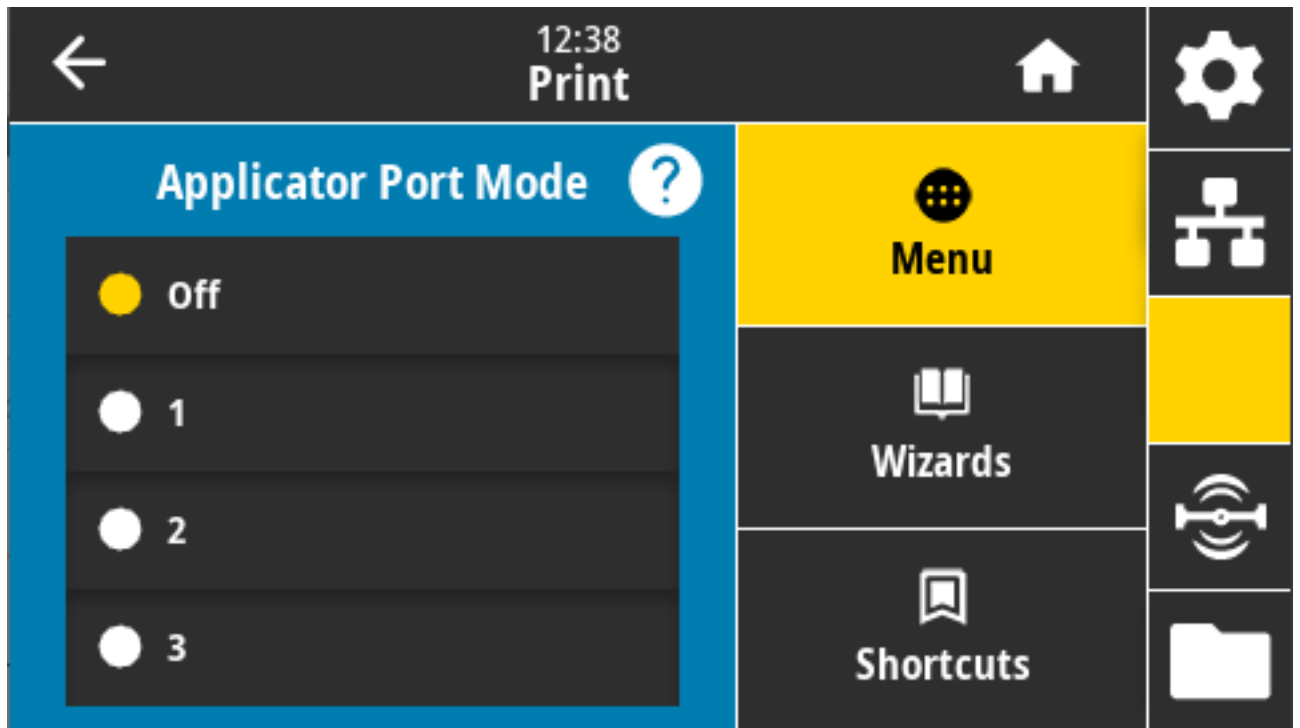 12:38
Print
Applicator Port Mode ?
Off
1
2
3
Menu
Wizards
Shortcuts